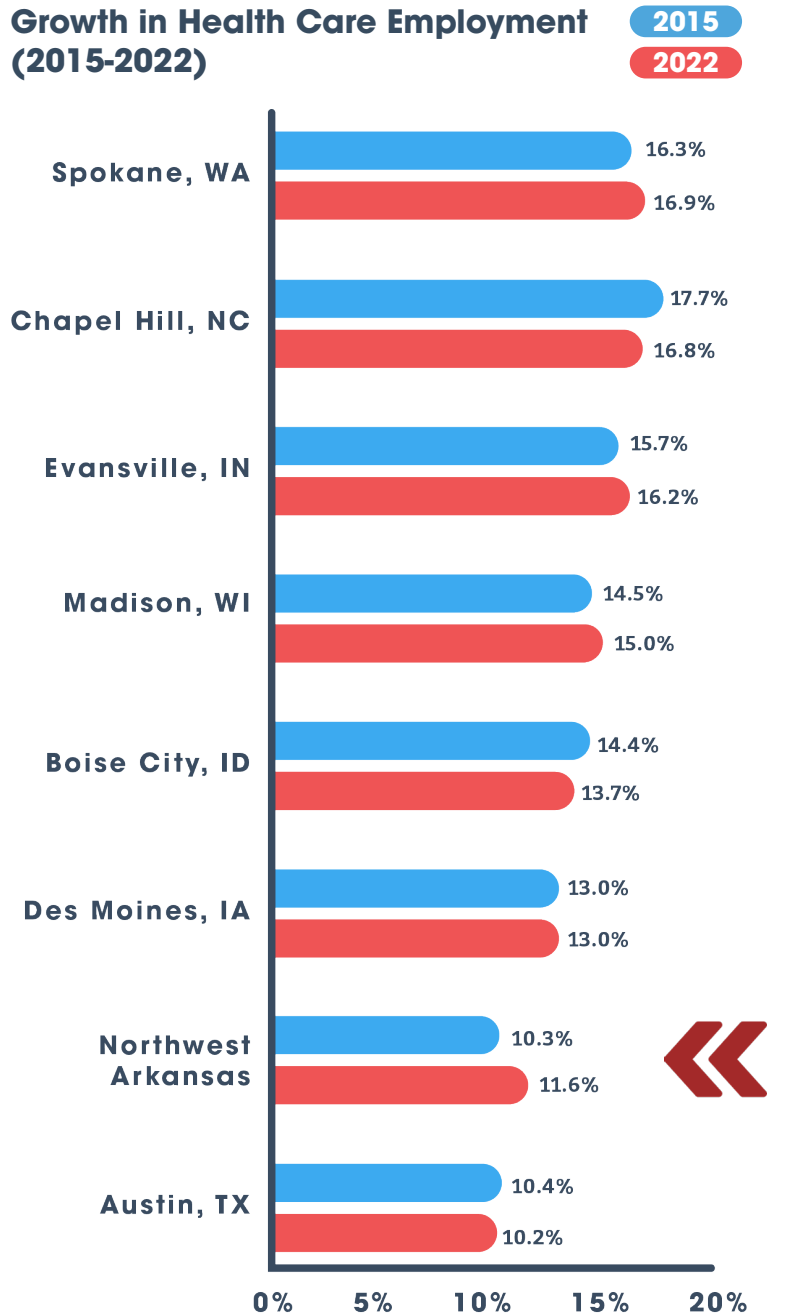 Growth in Health Care Employment
(2015-2022)
2015
2022
Spokane, WA
16.3%
16.9%
Chapel Hill, NC
17.7%
16.8%
Evansville, IN
15.7%
16.2%
Madison, WI
14.5%
15.0%
Boise City, ID
14.4%
13.7%
Des Moines, IA
13.0%
13.0%
Northwest
Arkansas
10.3%
11.6%
Austin, TX
10.4%
10.2%
0% 5% 10% 15% 20%